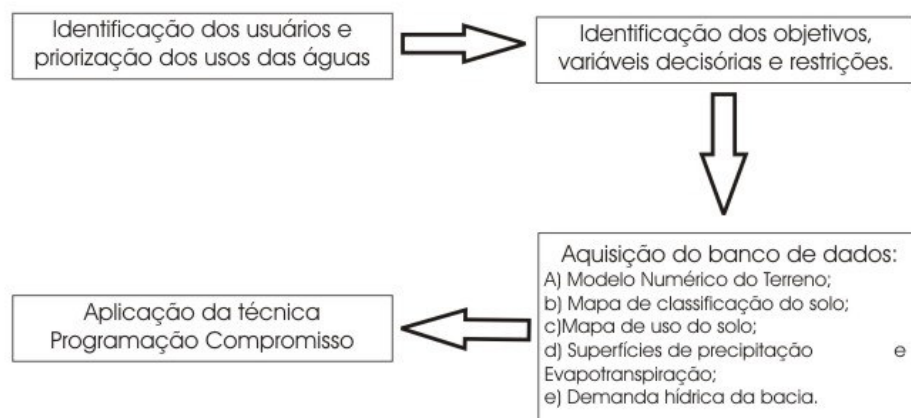 Identificação dos usuários e
priorização dos usos das águas
Identificação dos objetivos,
variáveis decisórias e restrições.
Aquisição do banco de dados:
A) Modelo Numérico do Terreno;
b) Mapa de classificação do solo;
c)Mapa de uso do solo;
d) Superfícies de precipitação e
Evapotranspiração;
e) Demanda hídrica da bacia.
Aplicação da técnica
Programação Compromisso